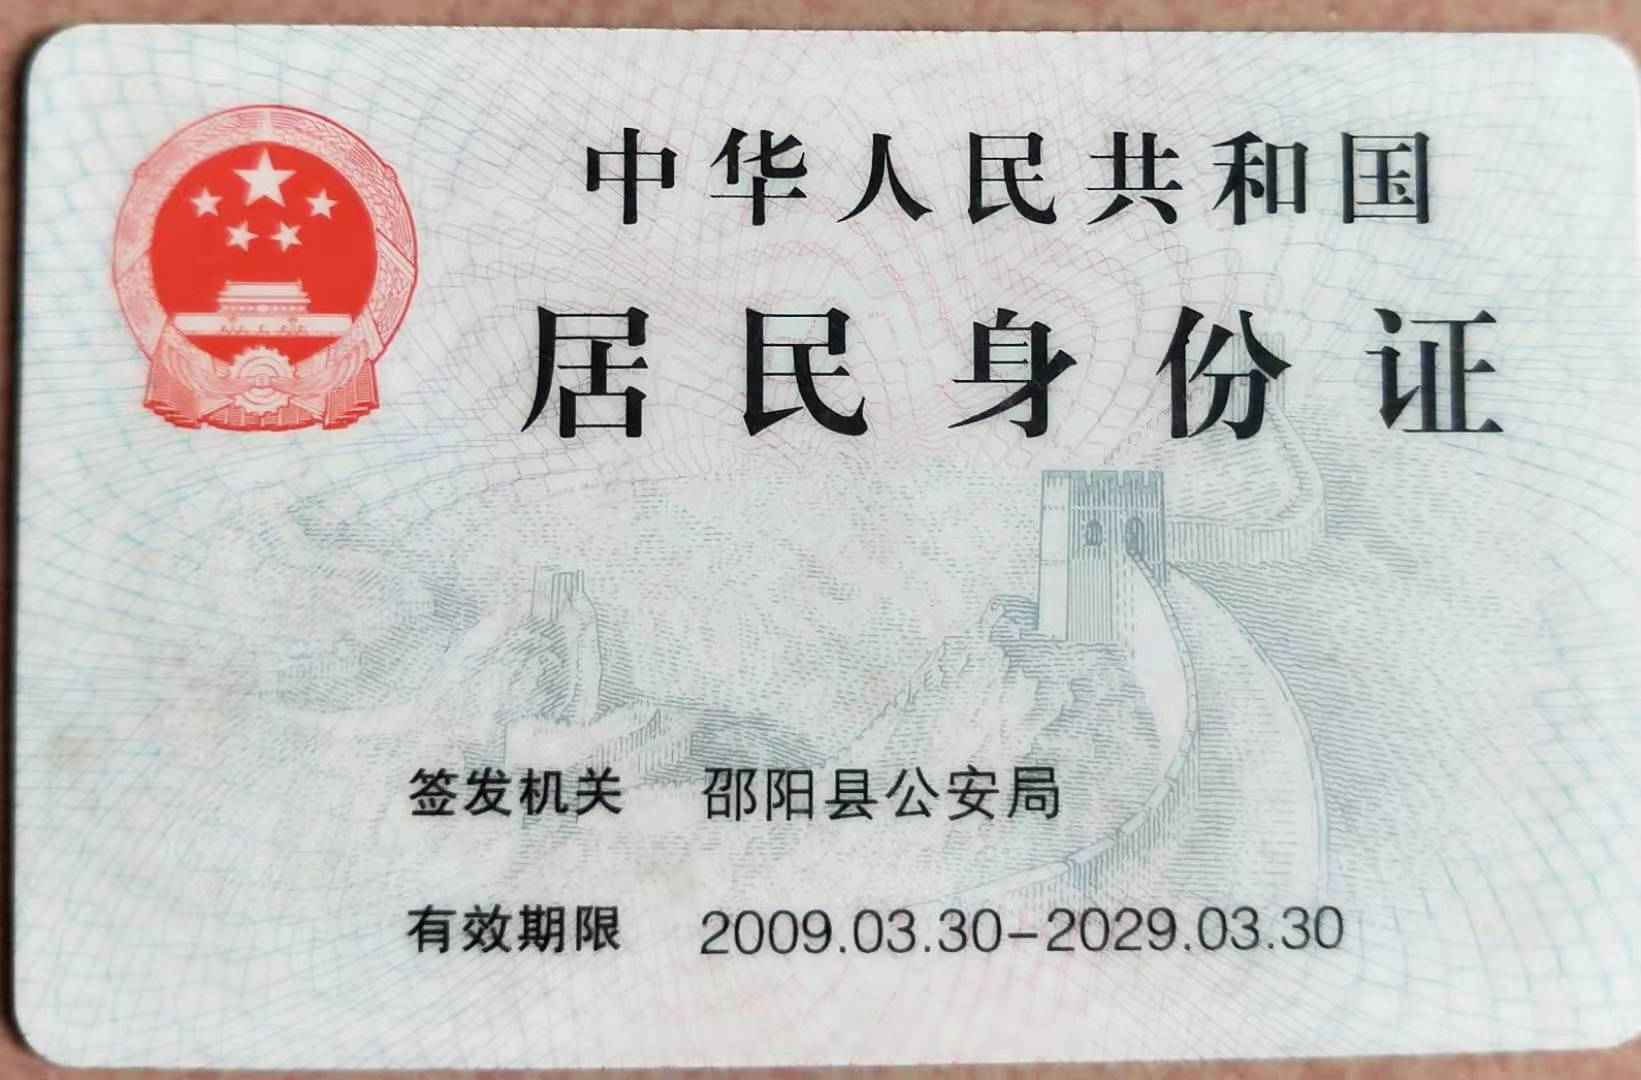 中华人民共和国
居民身份证
签发机关 邵阳县公安局
有效期限 2009.03.30-2029.03.30